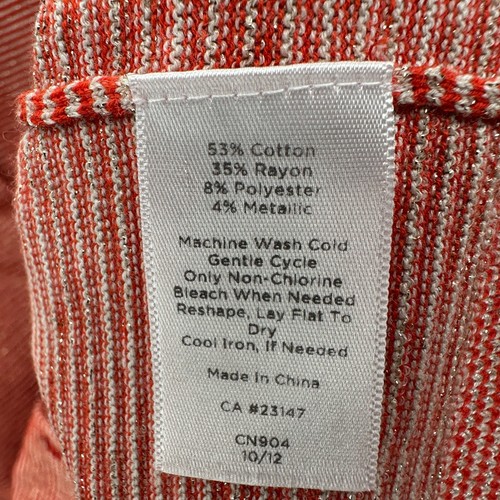 53% Cotton
35% Rayon
8% Polyester
4% Metallic
Machine Wash Cold
Gentle Cycle
Only Non-Chlorine
Bleach When Needed
Reshape, Lay Flat To
Dry
Cool Iron, If Needed
Made In China
CA #23147
CN904
10/12